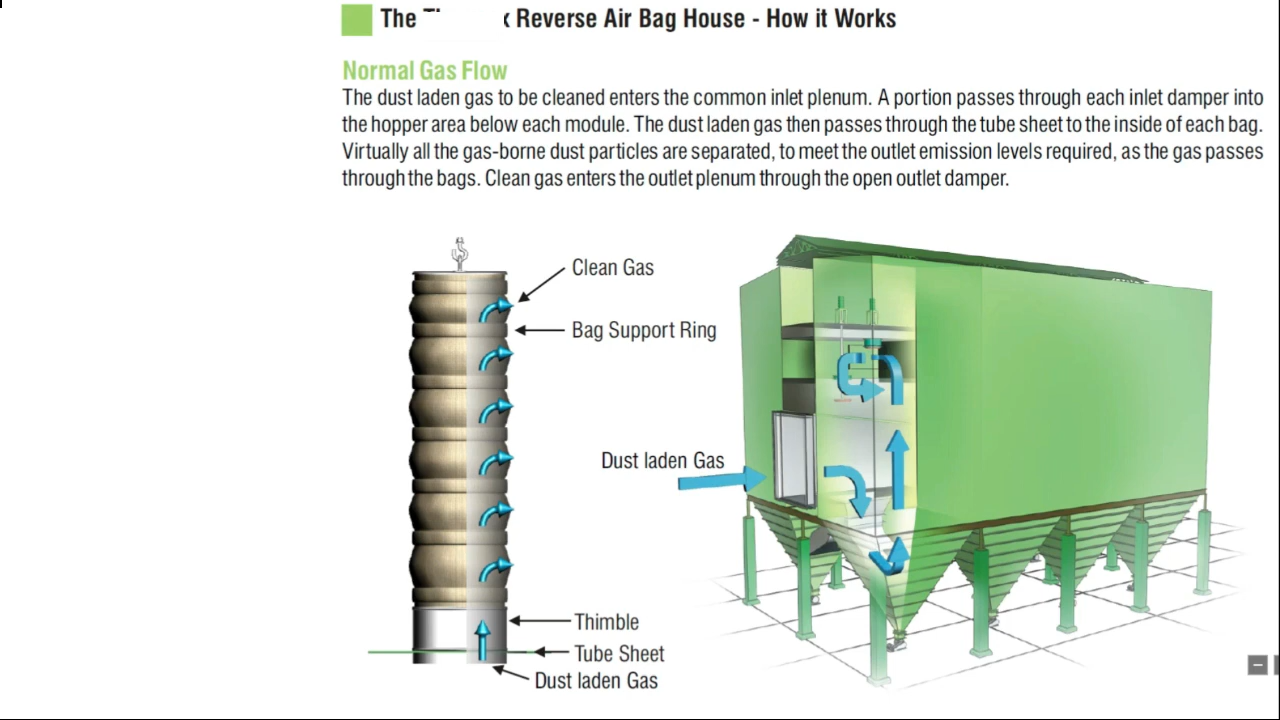 The Reverse Air Bag House - How it Works
Normal Gas Flow
The dust laden gas to be cleaned enters the common inlet plenum. A portion passes through each inlet damper into
the hopper area below each module. The dust laden gas then passes through the tube sheet to the inside of each bag.
Virtually all the gas-borne dust particles are separated, to meet the outlet emission levels required, as the gas passes
through the bags. Clean gas enters the outlet plenum through the open outlet damper.
Clean Gas
Bag Support Ring
Dust laden Gas
Thimble
Tube Sheet
Dust laden Gas